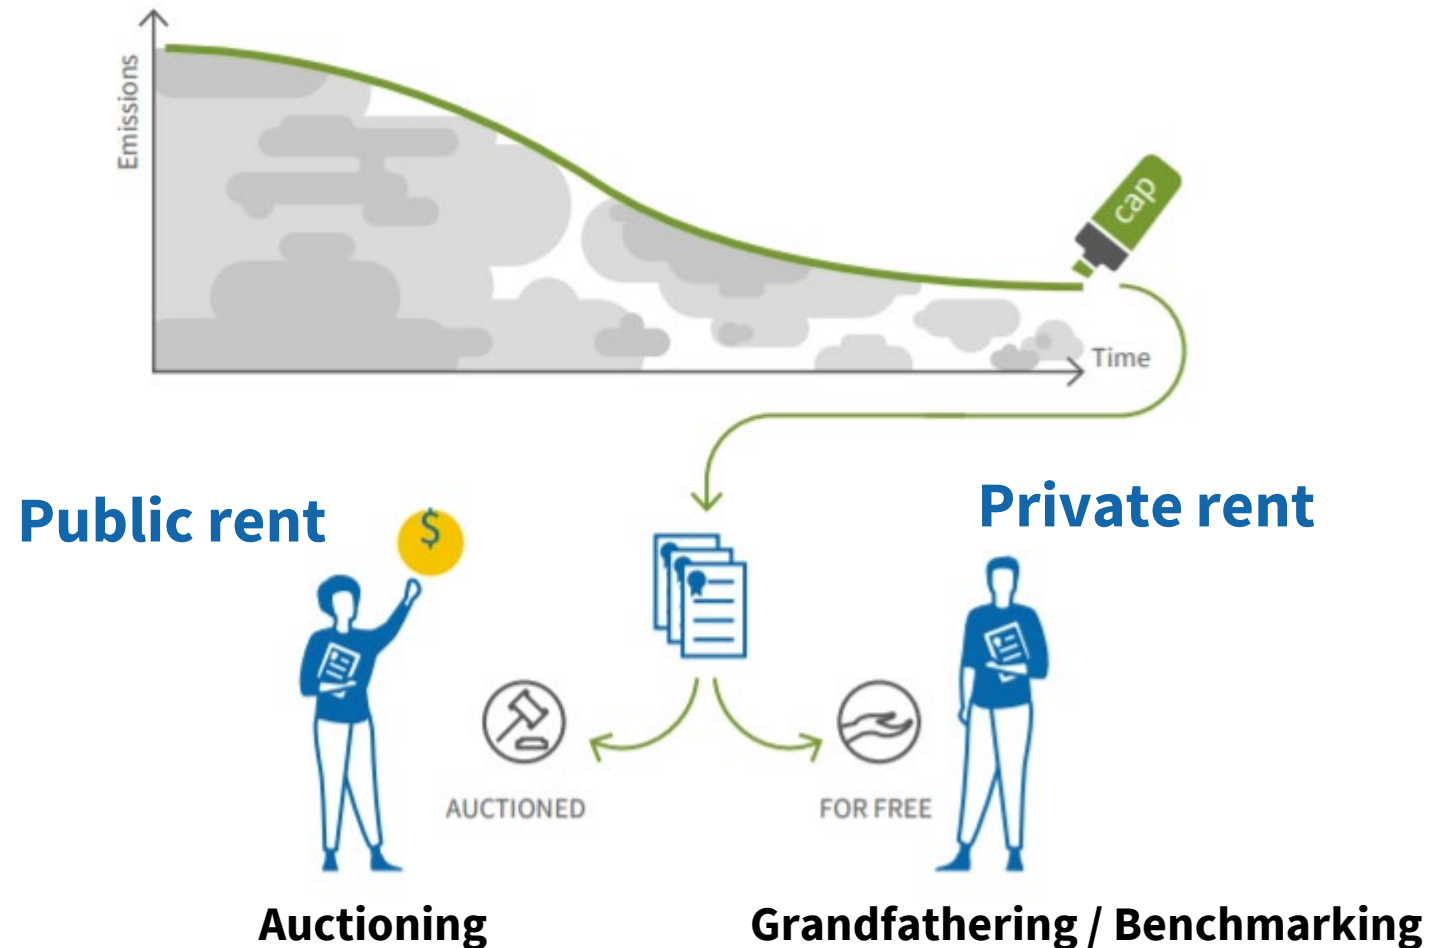 Emissions
cap
Time
Public rent
Private rent
$
AUCTIONED
FOR FREE
Auctioning
Grandfathering / Benchmarking